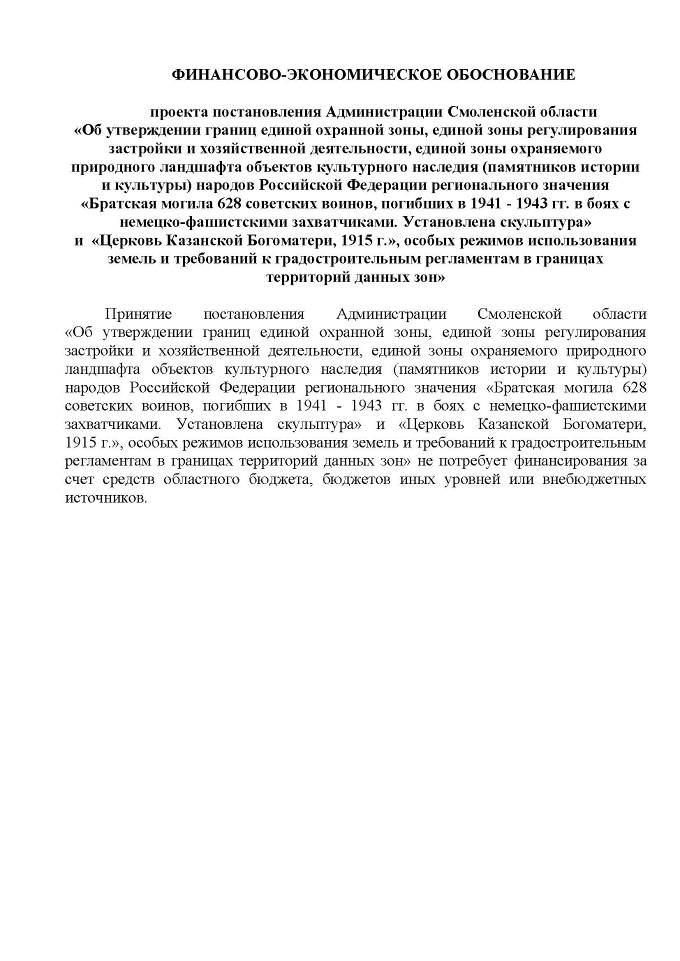 ФИНАНСОВО-ЭКОНОМИЧЕСКОЕ ОБОСНОВАНИЕ
проекта постановления Администрации Смоленской области
«Об утверждении границ единой охранной зоны, единой зоны регулирования
застройки и хозяйственной деятельности, единой зоны охраняемого
природного ландшафта объектов культурного наследия (памятников истории
и культуры) народов Российской Федерации регионального значения
«Братская могила 628 советских воинов, погибших в 1941 - 1943 гг. в боях с
немецко-фашистскими захватчиками. Установлена скульптура»
и «Церковь Казанской Богоматери, 1915 г.», особых режимов использования
земель и требований к градостроительным регламентам в границах
территорий данных зон»
Принятие постановления Администрации Смоленской области
«Об утверждении границ единой охранной зоны, единой зоны регулирования
застройки и хозяйственной деятельности, единой зоны охраняемого природного
ландшафта объектов культурного наследия (памятников истории и культуры)
народов Российской Федерации регионального значения «Братская могила 628
советских воинов, погибших в 1941 - 1943 гг. в боях с немецко-фашистскими
захватчиками. Установлена скульптура» и «Церковь Казанской Богоматери,
1915 г.», особых режимов использования земель и требований к градостроительным
регламентам в границах территорий данных зон» не потребует финансирования за
счет средств областного бюджета, бюджетов иных уровней или внебюджетных
источников.